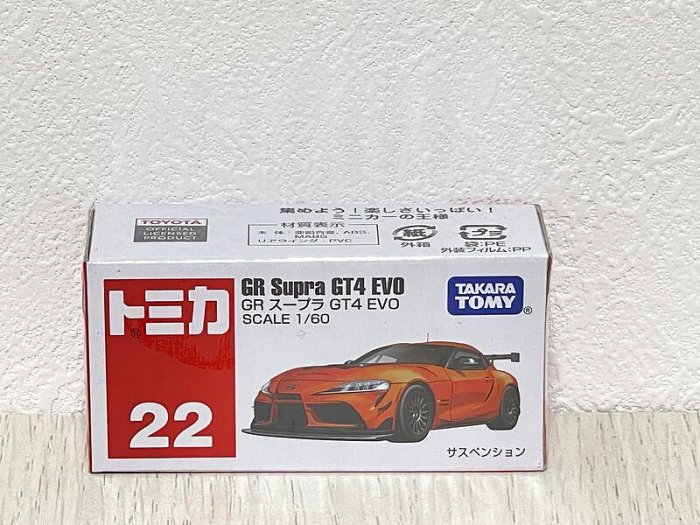 集めよう！楽しさいっぱい！
ミニカーの王様
TOYOTA
OFFICIAL
LICENSED
PRODUCT
材質表示
本体：亜鉛合金、ABS、
MABS
リアウィング：PVC
紙
外箱
プラ
袋：PE
外装フィルム：PP
トミカ
GR Supra GT4 EVO
GR スープラ GT4 EVO
SCALE 1/60
TAKARA
TOMY
®
22
サスペンション